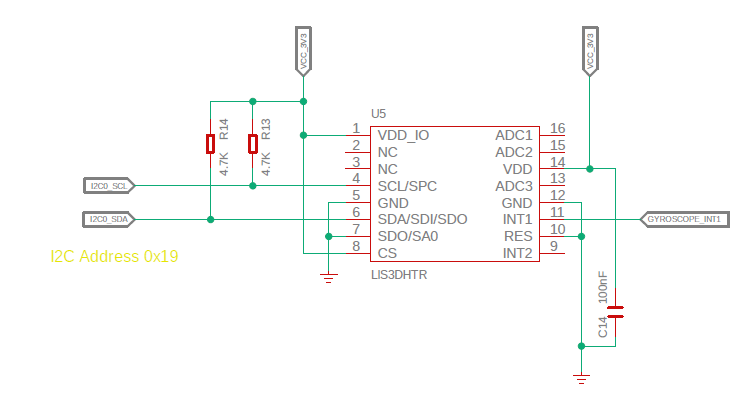 VCC_3V3
VCC_3V3
U5
R14
R13
4.7K
4.7K
1 VDD_IO ADC1 16
2 NC ADC2 15
3 NC VDD 14
4 SCL/SPC ADC3 13
5 GND GND 12
6 SDA/SDI/SDO INT1 11
7 SDO/SA0 RES 10
8 CS INT2 9
I2C0_SCL
I2C0_SDA
GYROSCOPE_INT1
I2C Address 0x19
LIS3DHTR
100nF
C14